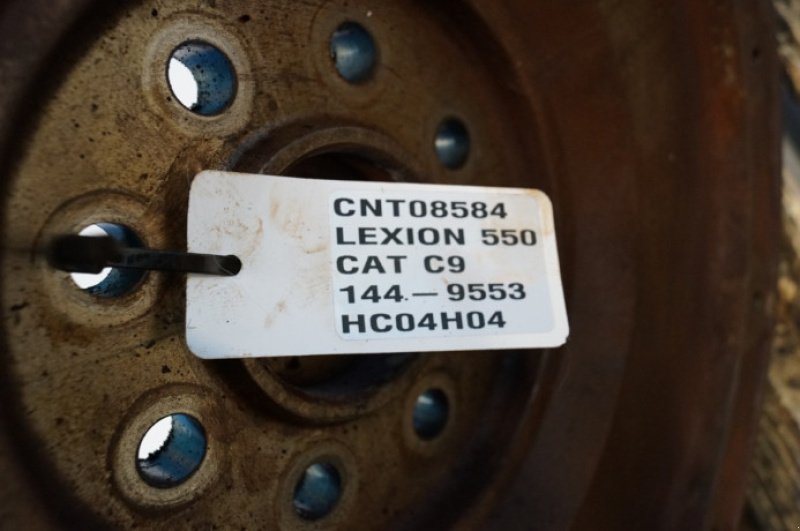 CNT08584
LEXION 550
CAT C9
144-9553
HC04H04